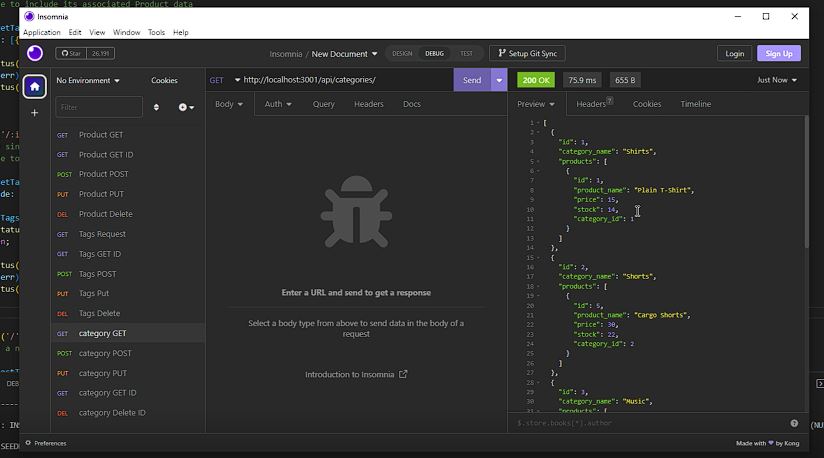 e to include its associated Product data
Insomnia
Application Edit View Window Tools Help
Star 26,191
Insomnia / New Document
DESIGN DEBUG TEST
Setup Git Sync
Login
Sign Up
No Environment
Cookies
GET http://localhost:3001/api/categories/
Send
200 OK 75.9 ms 655 B
Just Now
Filter
Body Auth Query Headers Docs
Preview Headers 7 Cookies Timeline
GET Product GET
GET Product GET ID
POST Product POST
PUT Product PUT
DEL Product Delete
GET Tags Request
GET Tags GET ID
POST Tags POST
PUT Tags Put
DEL Tags Delete
GET category GET
POST category POST
PUT category PUT
GET category GET ID
DEL category Delete ID
Enter a URL and send to get a response
Select a body type from above to send data in the body of a
request
Introduction to Insomnia
1 [
2 {
3 "id": 1,
4 "category_name": "Shirts",
5 "products": [
6 {
7 "id": 1,
8 "product_name": "Plain T-Shirt",
9 "price": 15,
10 "stock": 14,
11 "category_id": 1
12 }
13 ]
14 },
15 {
16 "id": 2,
17 "category_name": "Shorts",
18 "products": [
19 {
20 "id": 5,
21 "product_name": "Cargo Shorts",
22 "price": 30,
23 "stock": 22,
24 "category_id": 2
25 }
26 ]
27 },
28 {
29 "id": 3,
30 "category_name": "Music",
31 "products": [
$.store.books[*].author
Preferences
Made with ❤ by Kong